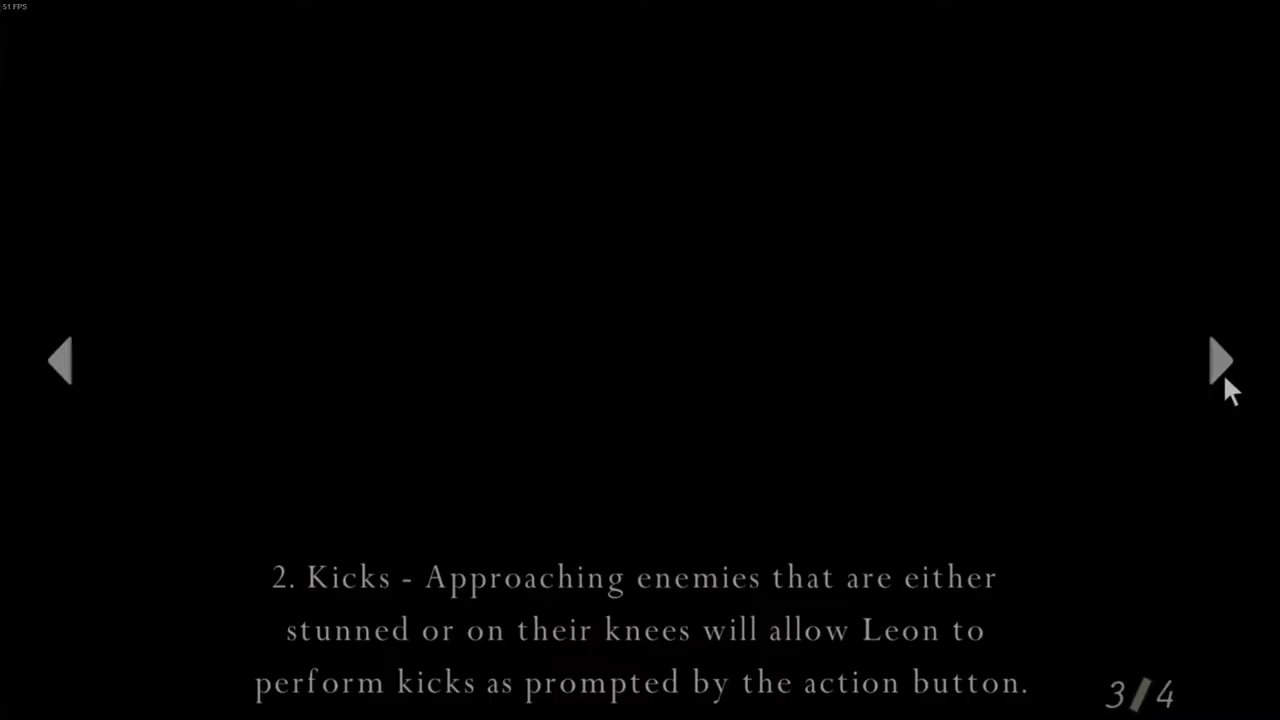 51 FPS
2. Kicks - Approaching enemies that are either
stunned or on their knees will allow Leon to
perform kicks as prompted by the action button.
3/4